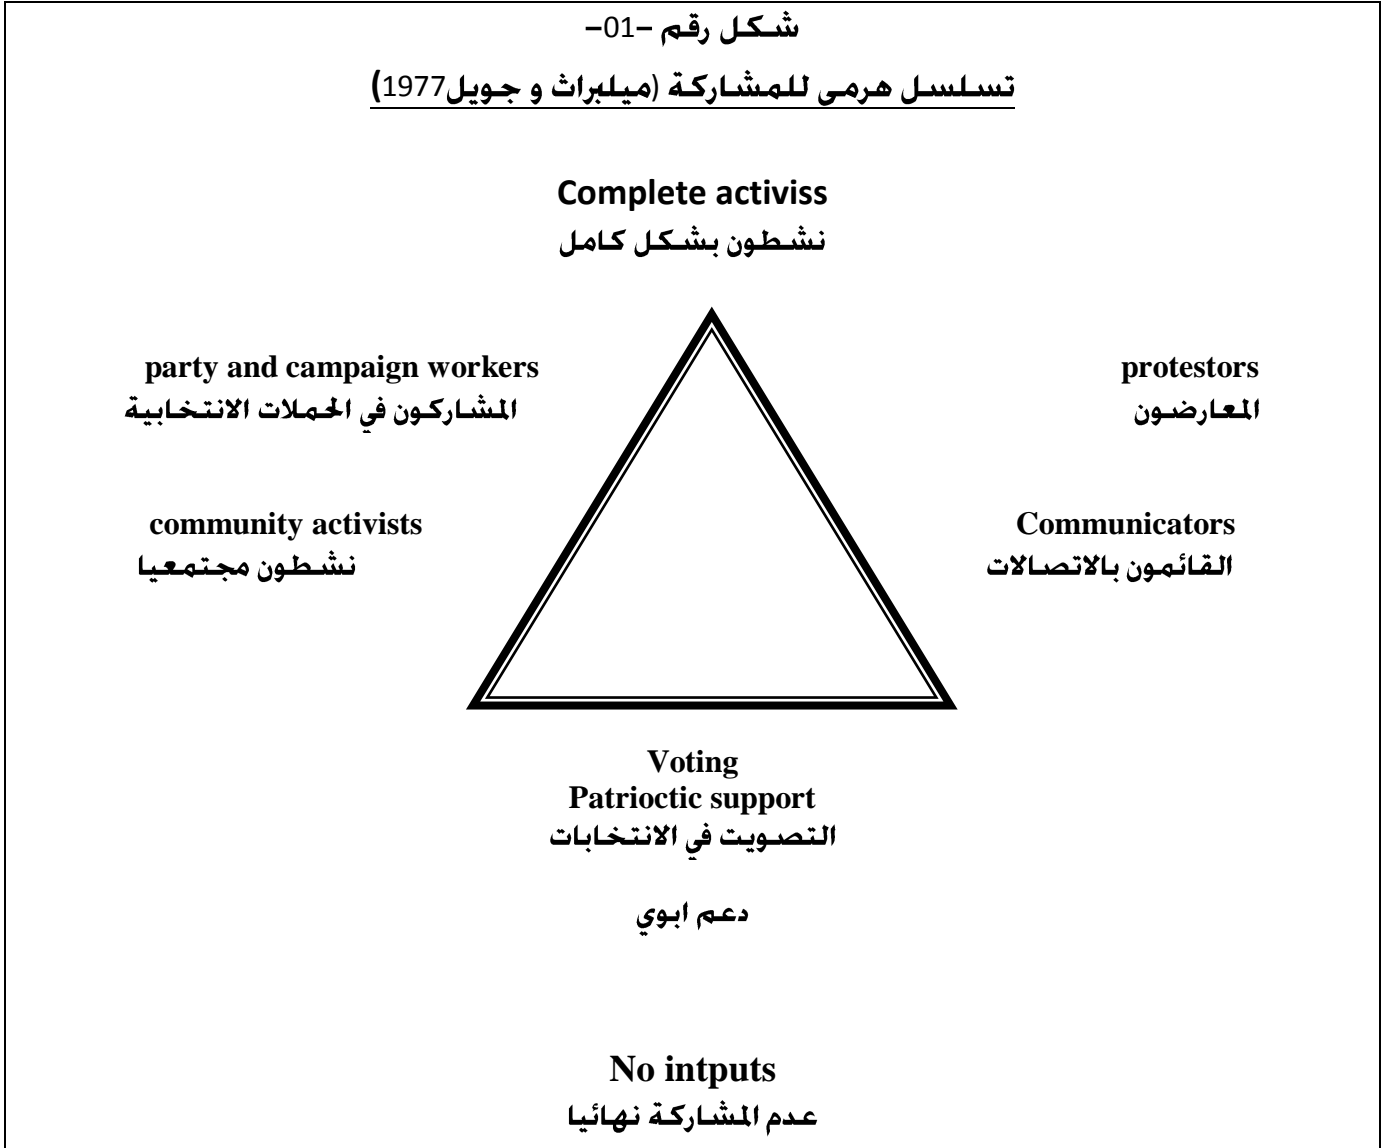 شكل رقم –01–
تسلسل هرمي للمشاركة (ميلبراث و جويل1977)
Complete activiss
نشطون بشكل كامل
party and campaign workers
المشاركون في الحملات الانتخابية
protestors
المعارضون
community activists
نشطون مجتمعيا
Communicators
القائمون بالاتصالات
Voting
Patrioctic support
التصويت في الانتخابات
دعم ابوي
No intputs
عدم المشاركة نهائيا